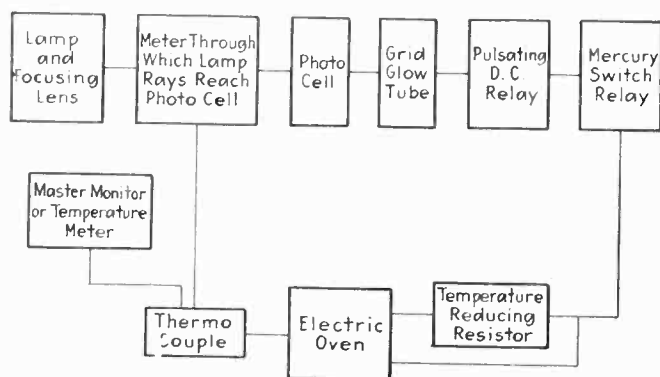 Lamp
and
Focusing
Lens
Meter Through
Which Lamp
Rays Reach
Photo Cell
Photo
Cell
Grid
Glow
Tube
Pulsating
D.C.
Relay
Mercury
Switch
Relay
Master Monitor
or Temperature
Meter
Thermo
Couple
Electric
Oven
Temperature
Reducing
Resistor